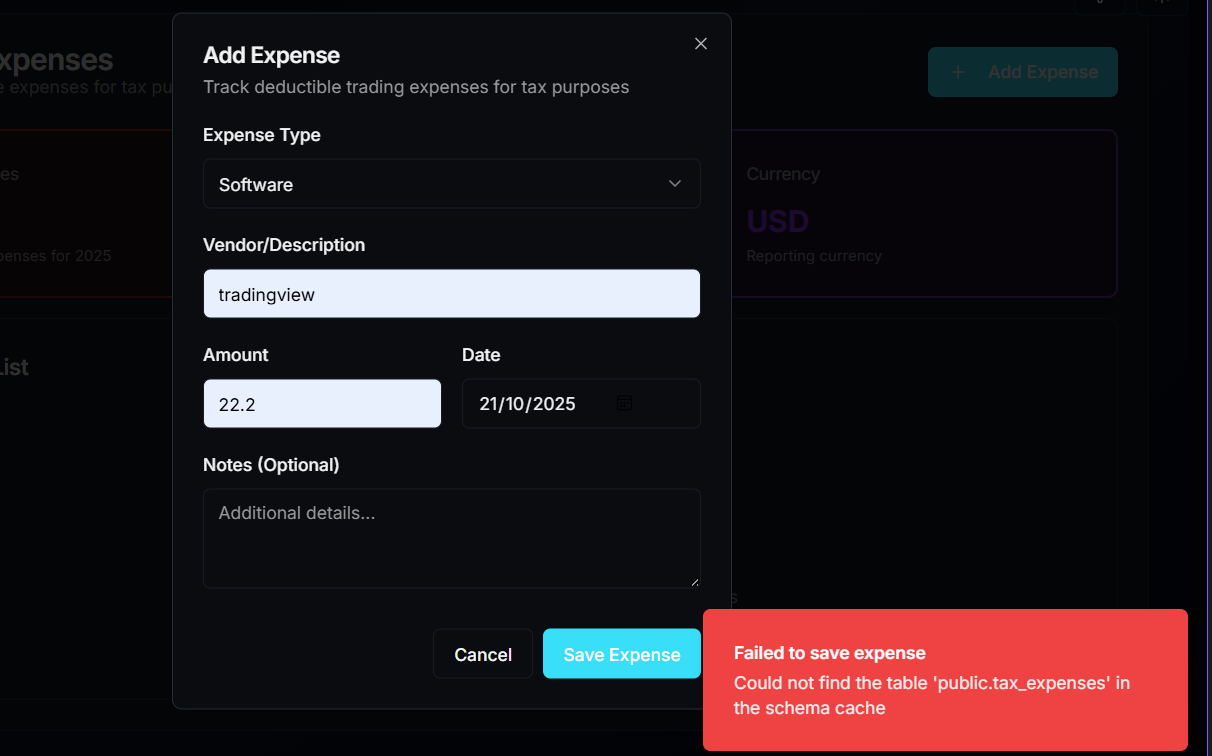 Add Expense
Track deductible trading expenses for tax purposes
xpenses
e expenses for tax pu
+ Add Expense
Expense Type
Software
es
penses for 2025
Currency
USD
Reporting currency
Vendor/Description
tradingview
Amount
Date
22.2
21/10/2025
List
Notes (Optional)
Additional details...
s
Cancel
Save Expense
Failed to save expense
Could not find the table 'public.tax_expenses' in
the schema cache